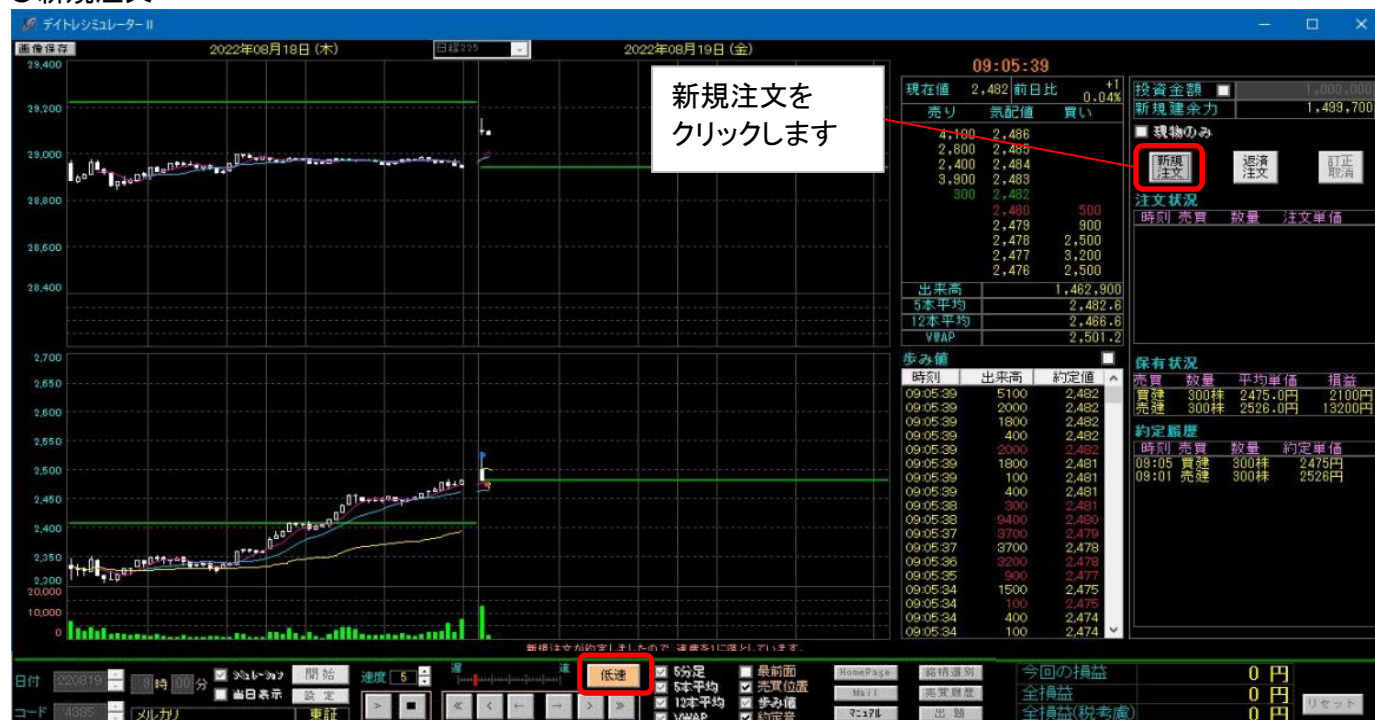 デイトレシミュレーターⅡ
画像保存
2022年08月18日 (木)
日経225
2022年08月19日 (金)
29,400
29,200
29,000
28,800
28,600
28,400
2,700
2,650
2,600
2,550
2,500
2,450
2,400
2,350
2,300
20,000
10,000
0
新規注文を
クリックします
09:05:39
現在値 2,482 前日比 +1 0.04%
売り 気配値 買い
4,100 2,486
2,800 2,485
2,400 2,484
3,900 2,483
300 2,482
2,480 500
2,479 900
2,478 2,500
2,477 3,200
2,476 2,500
出来高 1,462,900
5本平均 2,482.6
12本平均 2,466.6
VWAP 2,501.2
歩み値
時刻 出来高 約定値
09:05:39 5100 2,482
09:05:39 2000 2,482
09:05:39 1800 2,482
09:05:39 400 2,482
09:05:39 2000 2,482
09:05:39 1800 2,481
09:05:39 100 2,481
09:05:39 400 2,481
09:05:38 300 2,481
09:05:38 9400 2,480
09:05:37 3700 2,479
09:05:37 3700 2,478
09:05:36 3200 2,478
09:05:35 900 2,477
09:05:34 1500 2,475
09:05:34 100 2,475
09:05:34 400 2,474
09:05:34 100 2,474
投資金額 1,000,000
新規建余力 1,499,700
現物のみ
新規注文 返済注文 訂正取消
注文状況
時刻 売買 数量 注文単価
保有状況
売買 数量 平均単価 損益
買建 300株 2475.0円 2100円
売建 300株 2526.0円 13200円
約定履歴
時刻 売買 数量 約定単価
09:05 買建 300株 2475円
09:01 売建 300株 2526円
新規注文が約定しましたので、速度を1に落としています。
日付 220819 8 時 00 分
シミュレーション 開始
当日表示 設定
コード 4385 メルカリ 東証
速度 5 遅 速 低速
5分足
5本平均
12本平均
VWAP
最前面
売買位置
歩み値
約定音
HomePage
Mail
マニュアル
銘柄選別
売買履歴
出題
今回の損益 0 円
全損益 0 円
全損益(税考慮) 0 円
リセット